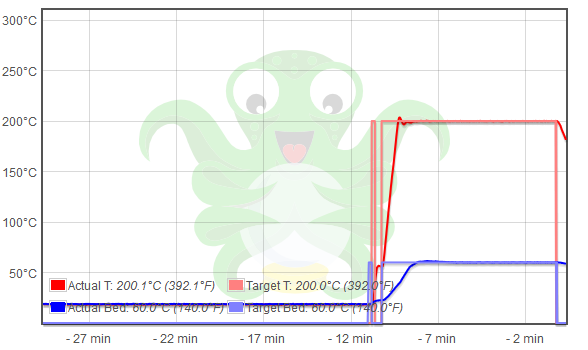 300°C
250°C
200°C
150°C
100°C
50°C
Actual T: 200.1°C (392.1°F) Target T: 200.0°C (392.0°F)
Actual Bed: 60.0°C (140.0°F) Target Bed: 60.0°C (140.0°F)
- 27 min - 22 min - 17 min - 12 min - 7 min - 2 min